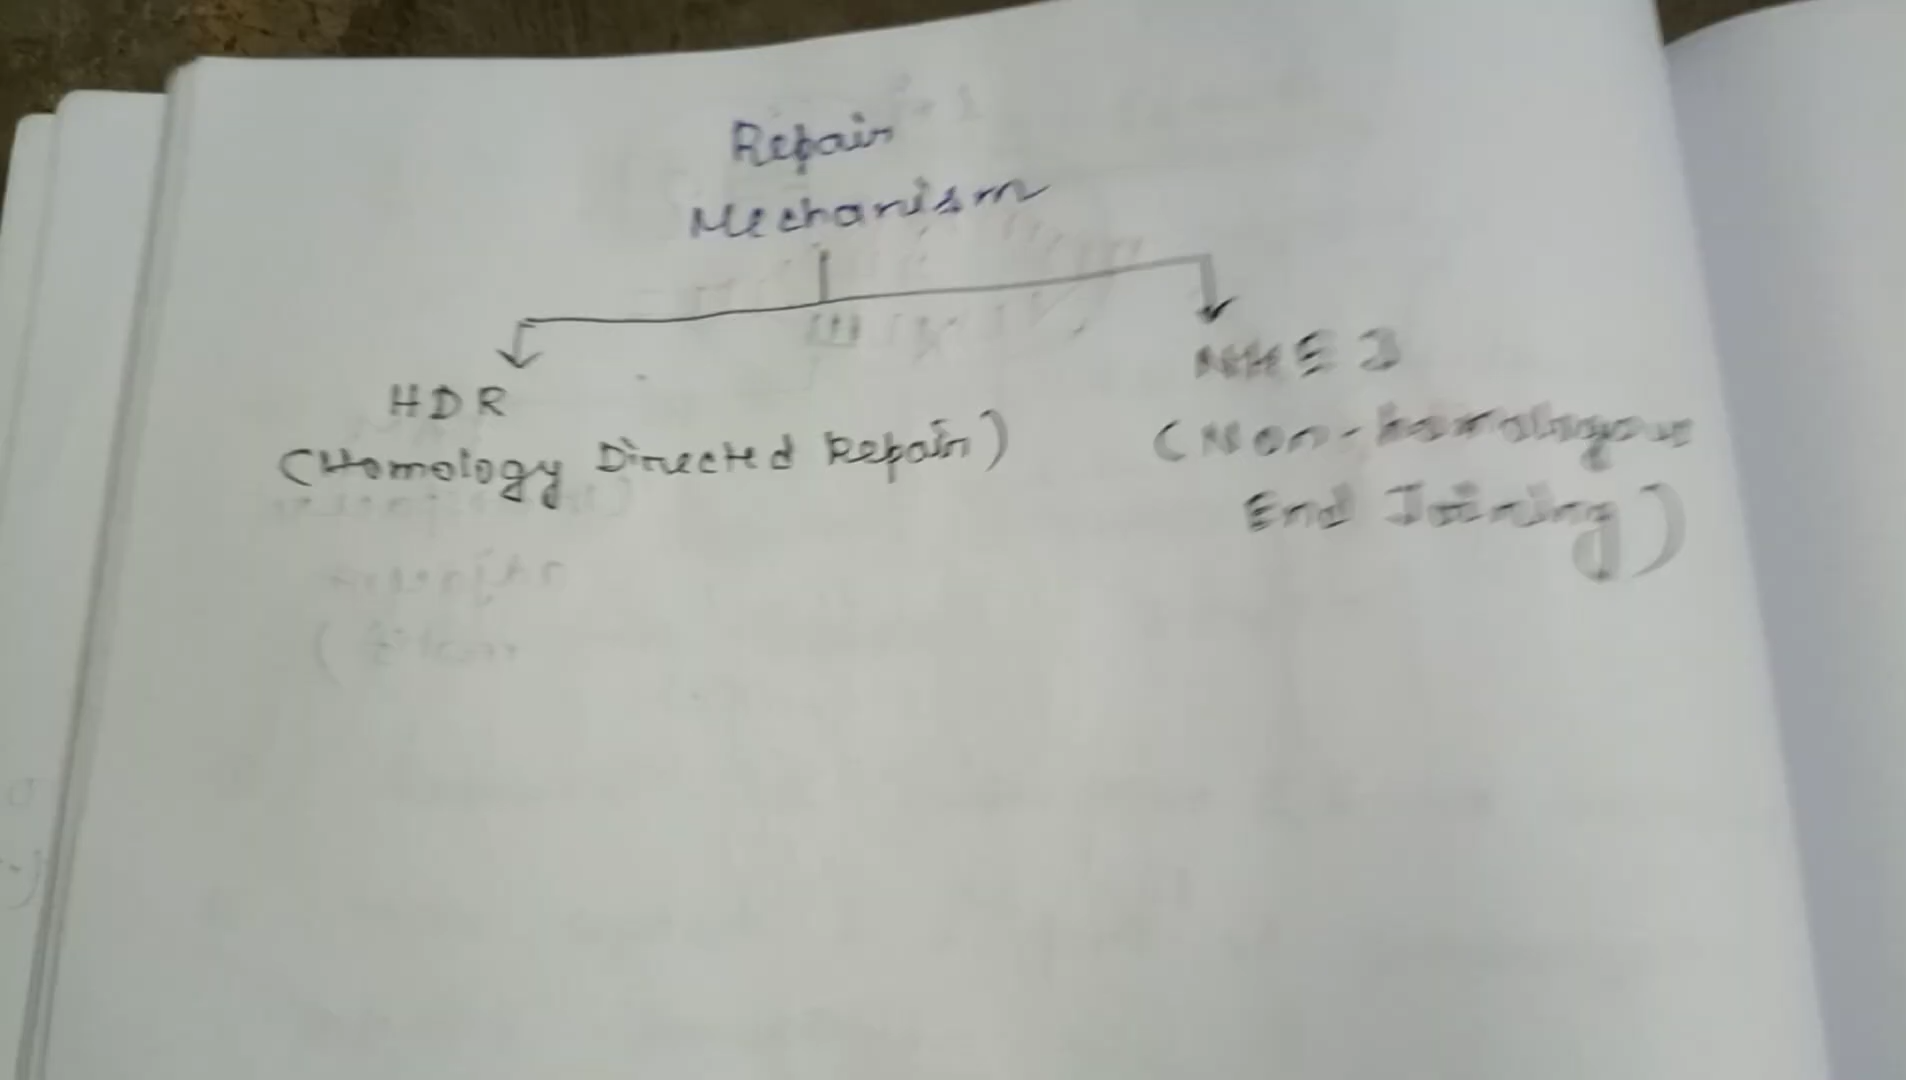 Repair
Mechanism
HDR
(Homology Directed Repair)
NHEJ
(Non-homologous
End Joining)